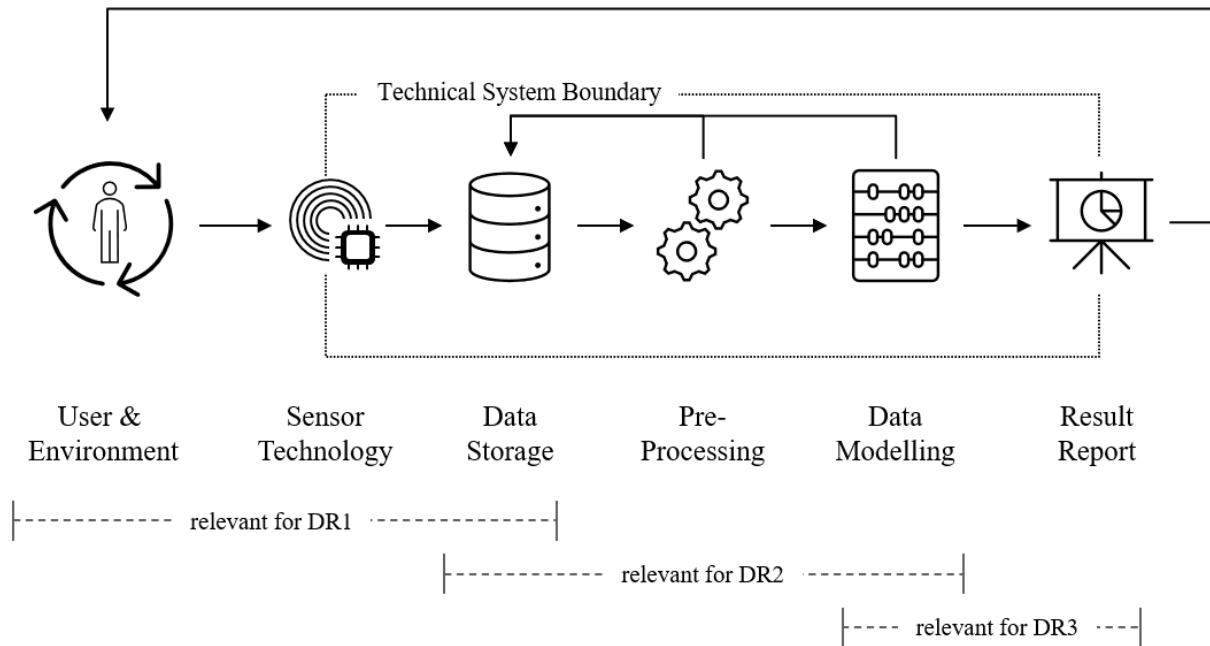 Technical System Boundary
User &
Environment
Sensor
Technology
Data
Storage
Pre-
Processing
Data
Modelling
Result
Report
relevant for DR1
relevant for DR2
relevant for DR3